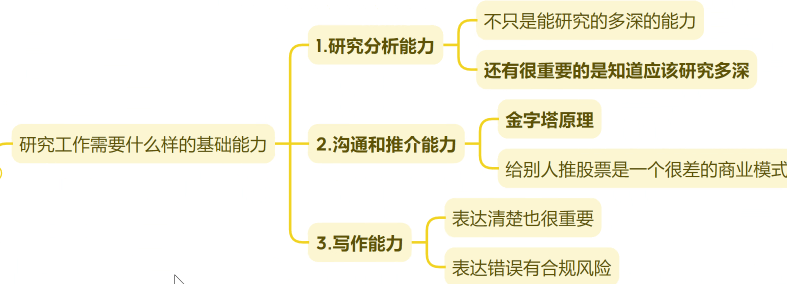 研究工作需要什么样的基础能力
1.研究分析能力
不只是能研究的多深的能力
还有很重要的是知道应该研究多深
2.沟通和推介能力
金字塔原理
给别人推股票是一个很差的商业模式
3.写作能力
表达清楚也很重要
表达错误有合规风险